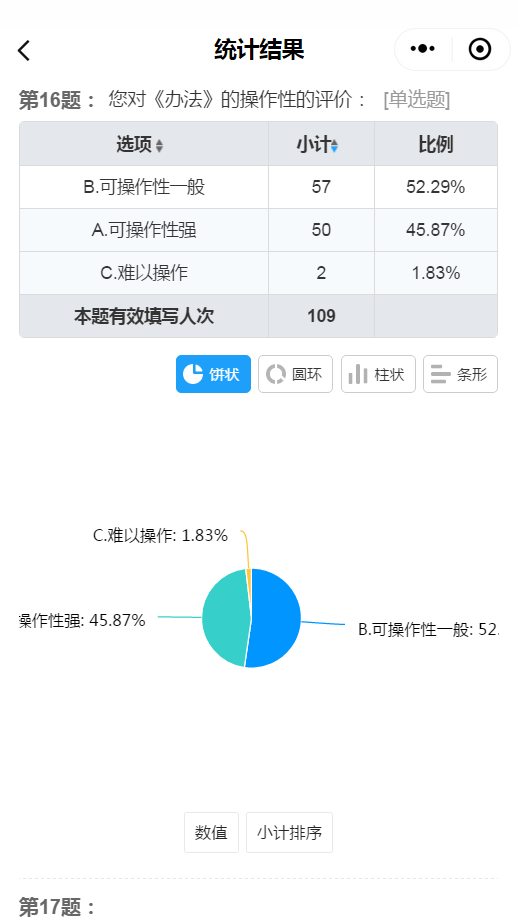 统计结果
第16题： 您对《办法》的操作性的评价： [单选题]
选项 小计 比例
B.可操作性一般 57 52.29%
A.可操作性强 50 45.87%
C.难以操作 2 1.83%
本题有效填写人次 109
饼状 圆环 柱状 条形
C.难以操作: 1.83%
操作性强: 45.87%
B.可操作性一般: 52.
数值 小计排序
第17题：